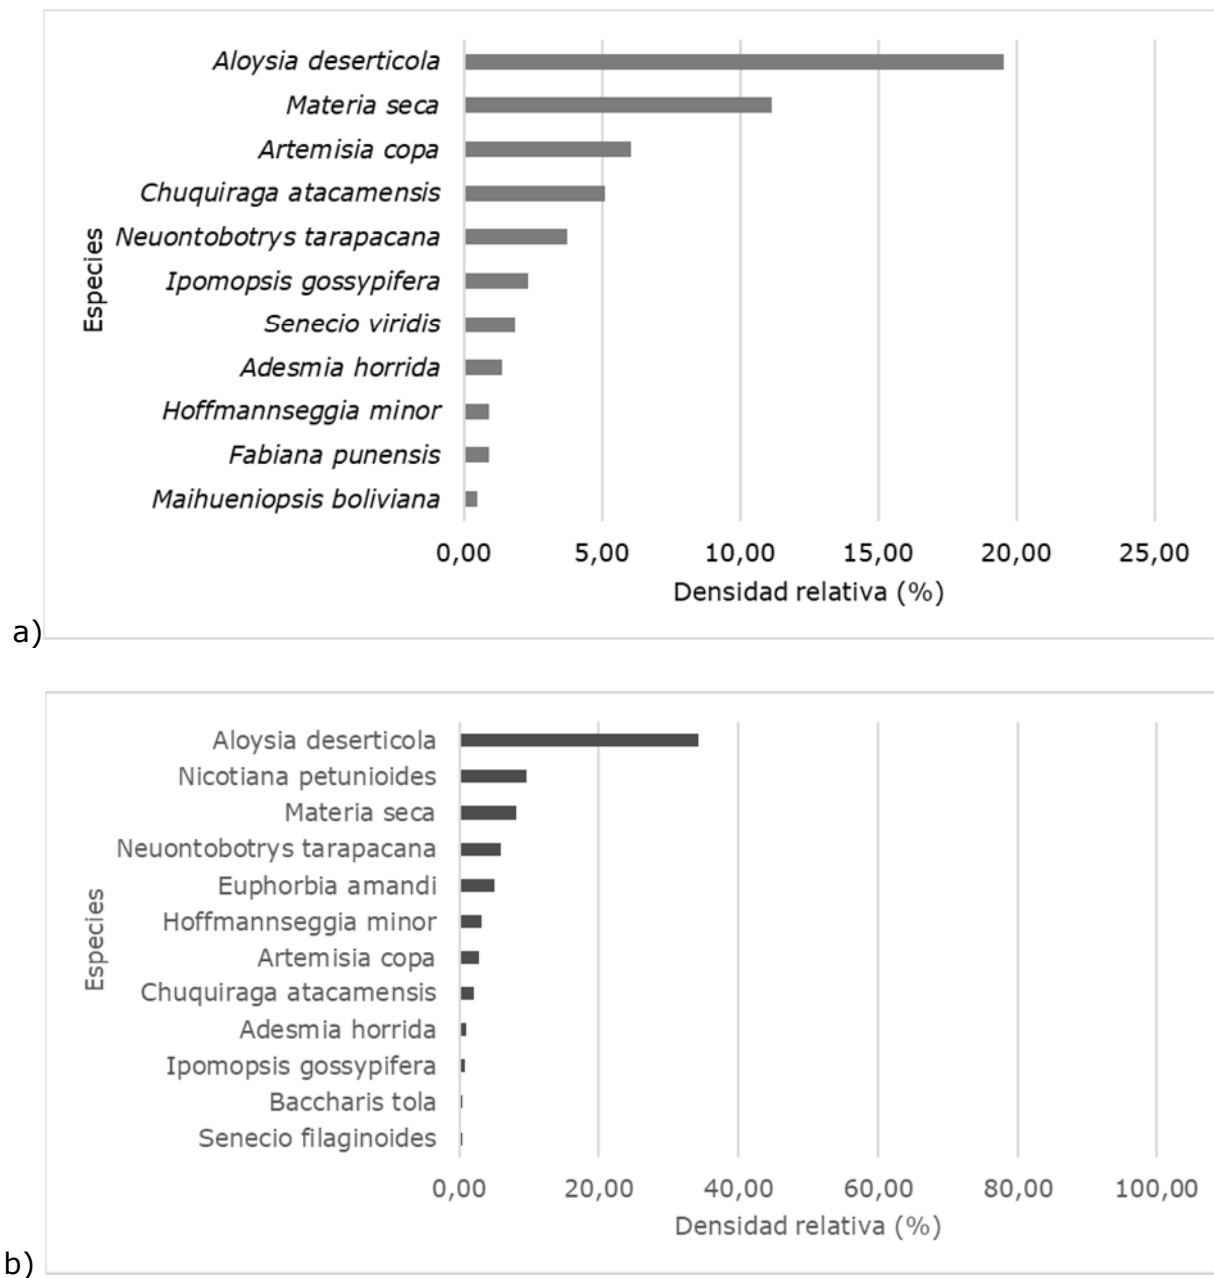 Aloysia deserticola
Materia seca
Artemisia copa
Chuquiraga atacamensis
Neuontobotrys tarapacana
Ipomopsis gossypifera
Senecio viridis
Adesmia horrida
Hoffmannseggia minor
Fabiana punensis
Maihueniopsis boliviana
Especies
0,00 5,00 10,00 15,00 20,00 25,00
Densidad relativa (%)
a)
Aloysia deserticola
Nicotiana petunioides
Materia seca
Neuontobotrys tarapacana
Euphorbia amandi
Hoffmannseggia minor
Artemisia copa
Chuquiraga atacamensis
Adesmia horrida
Ipomopsis gossypifera
Baccharis tola
Senecio filaginoides
Especies
0,00 20,00 40,00 60,00 80,00 100,00
Densidad relativa (%)
b)